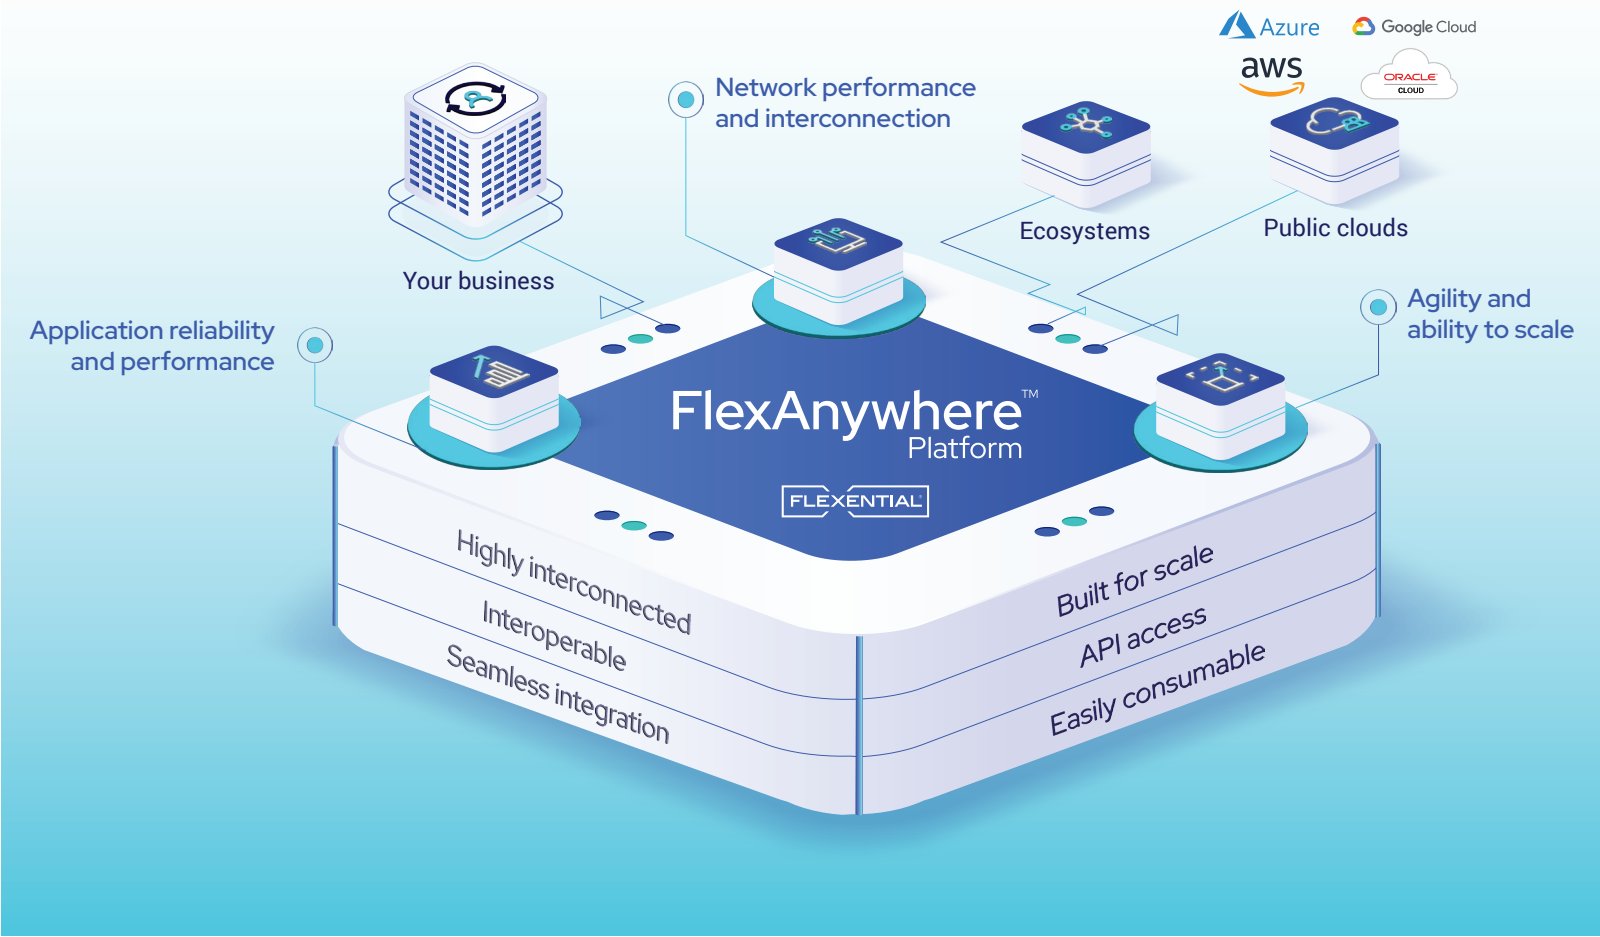 Azure
Google Cloud
aws
ORACLE
CLOUD
Network performance
and interconnection
Ecosystems
Public clouds
Your business
Application reliability
and performance
Agility and
ability to scale
FlexAnywhere™
Platform
FLEXENTIAL
Highly interconnected
Interoperable
Seamless integration
Built for scale
API access
Easily consumable